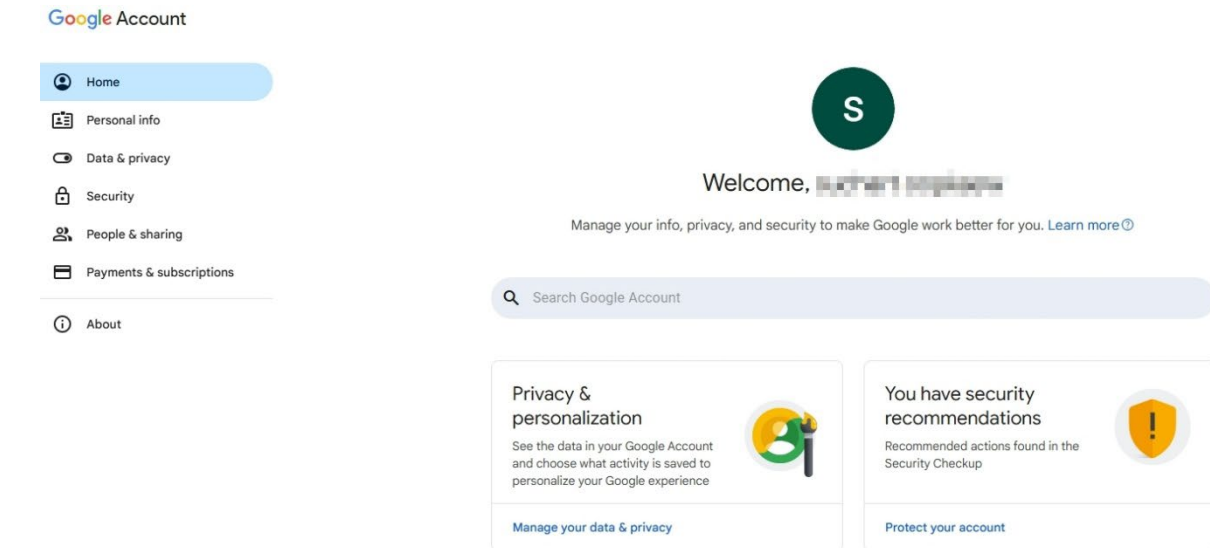 Google Account
Home
Personal info
Data & privacy
Security
People & sharing
Payments & subscriptions
About
S
Welcome,
Manage your info, privacy, and security to make Google work better for you. Learn more
Search Google Account
Privacy &
personalization
See the data in your Google Account
and choose what activity is saved to
personalize your Google experience
Manage your data & privacy
You have security
recommendations
Recommended actions found in the
Security Checkup
Protect your account